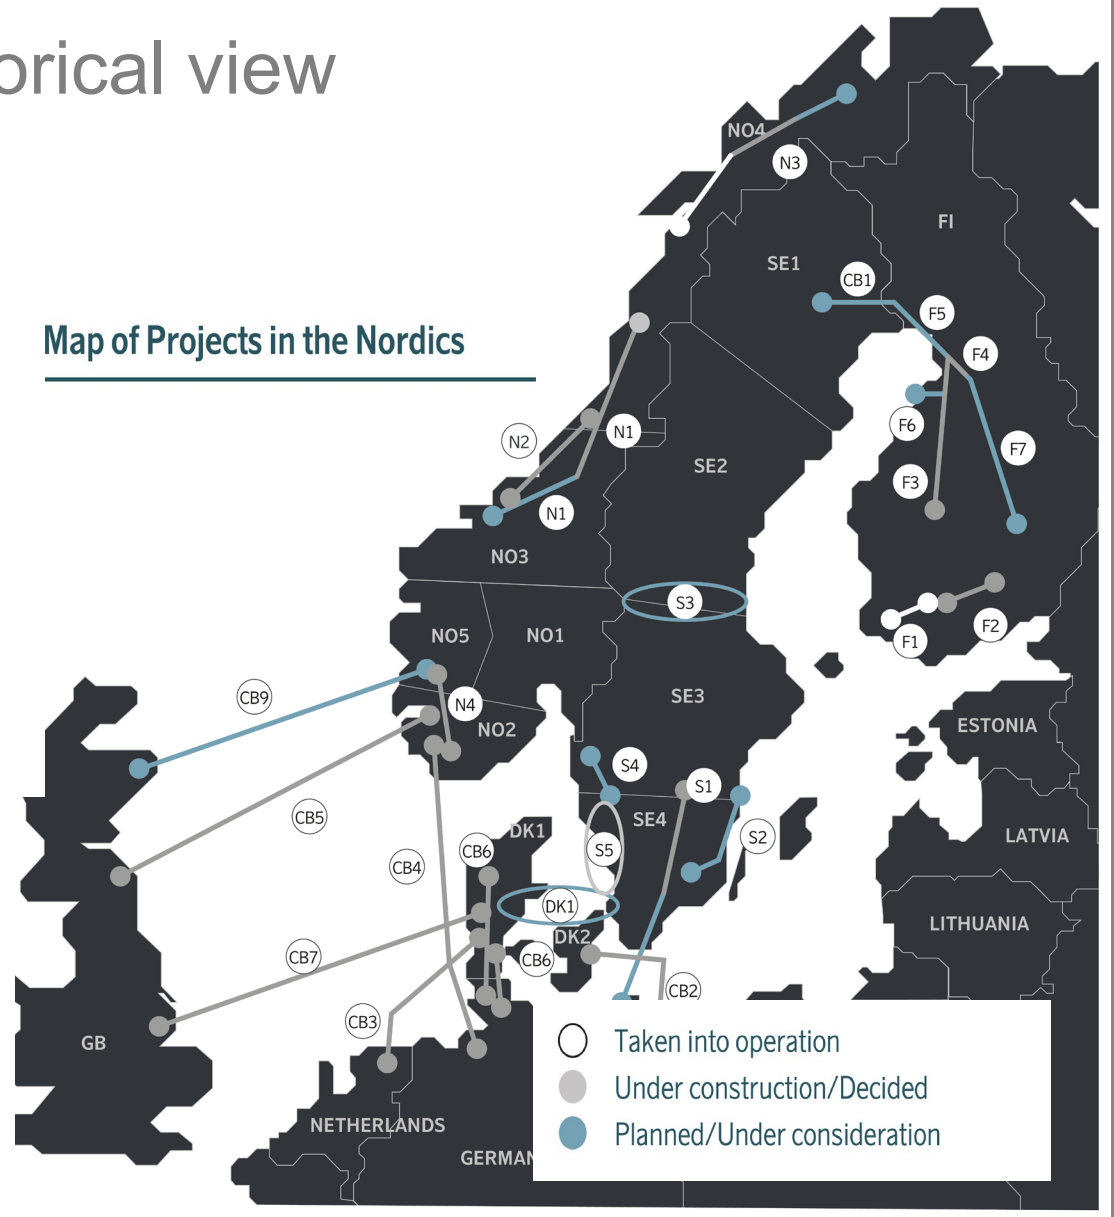 orical view
NO4
N3
FI
SE1
CB1
F5
Map of Projects in the Nordics
F4
F6
N2
N1
F7
SE2
F3
N1
NO3
S3
F1
F2
NO5
NO1
CB9
SE3
N4
NO2
ESTONIA
S4
S1
CB5
SE4
DK1
S2
LATVIA
CB6
S5
CB4
DK1
LITHUANIA
DK2
CB7
CB6
CB2
CB3
GB
Taken into operation
Under construction/Decided
NETHERLANDS
Planned/Under consideration
GERMAN